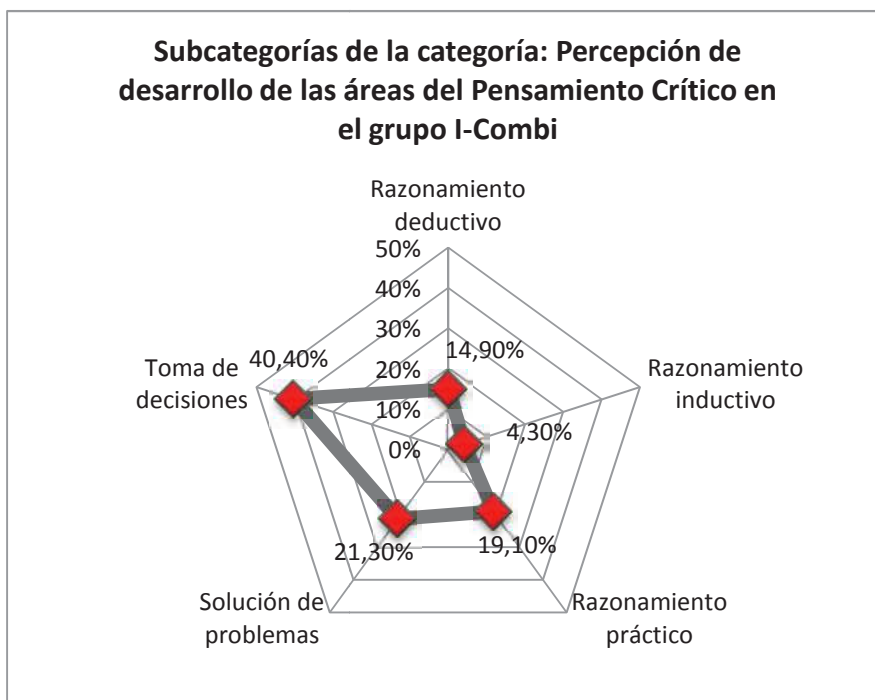 Subcategorías de la categoría: Percepción de
desarrollo de las áreas del Pensamiento Crítico en
el grupo I-Combi
Razonamiento
deductivo
50%
40%
30%
20%
10%
0%
14,90%
Razonamiento
inductivo
4,30%
Razonamiento
práctico
19,10%
Solución de
problemas
21,30%
Toma de
decisiones
40,40%